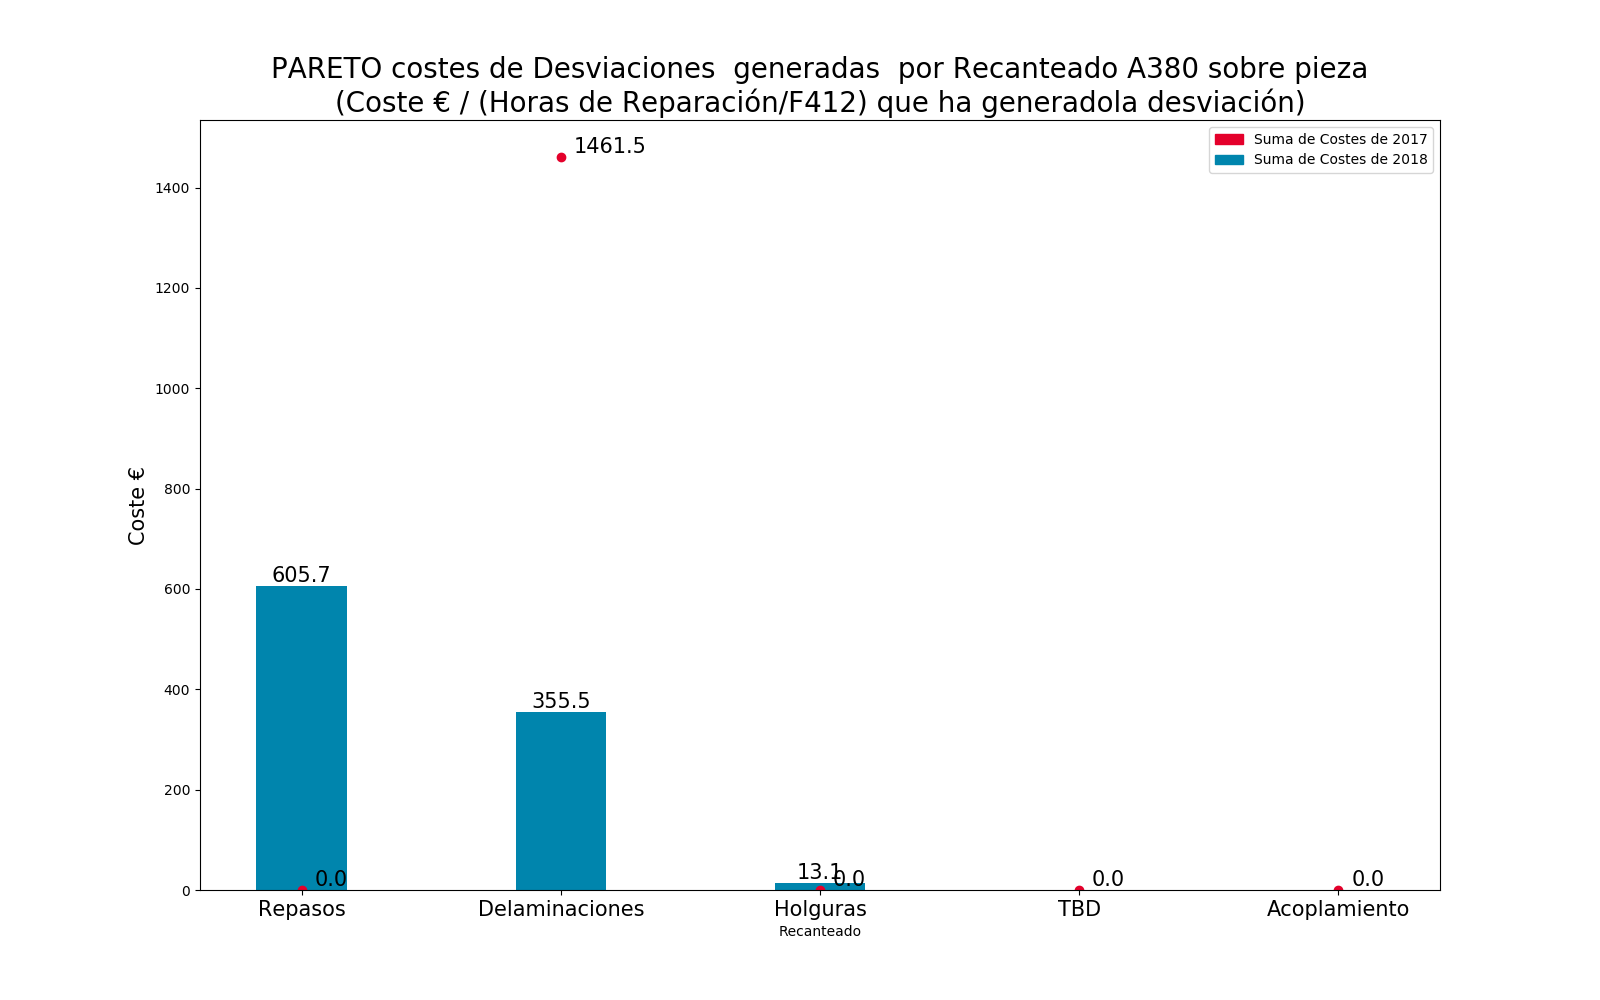 PARETO costes de Desviaciones  generadas  por Recanteado A380 sobre pieza
(Coste € / (Horas de Reparación/F412) que ha generadola desviación)
Suma de Costes de 2017
Suma de Costes de 2018
1461.5
1400
1200
1000
800
600
400
200
0
Coste €
605.7
0.0
355.5
13.1
0.0
0.0
0.0
Repasos
Delaminaciones
Holguras
TBD
Acoplamiento
Recanteado